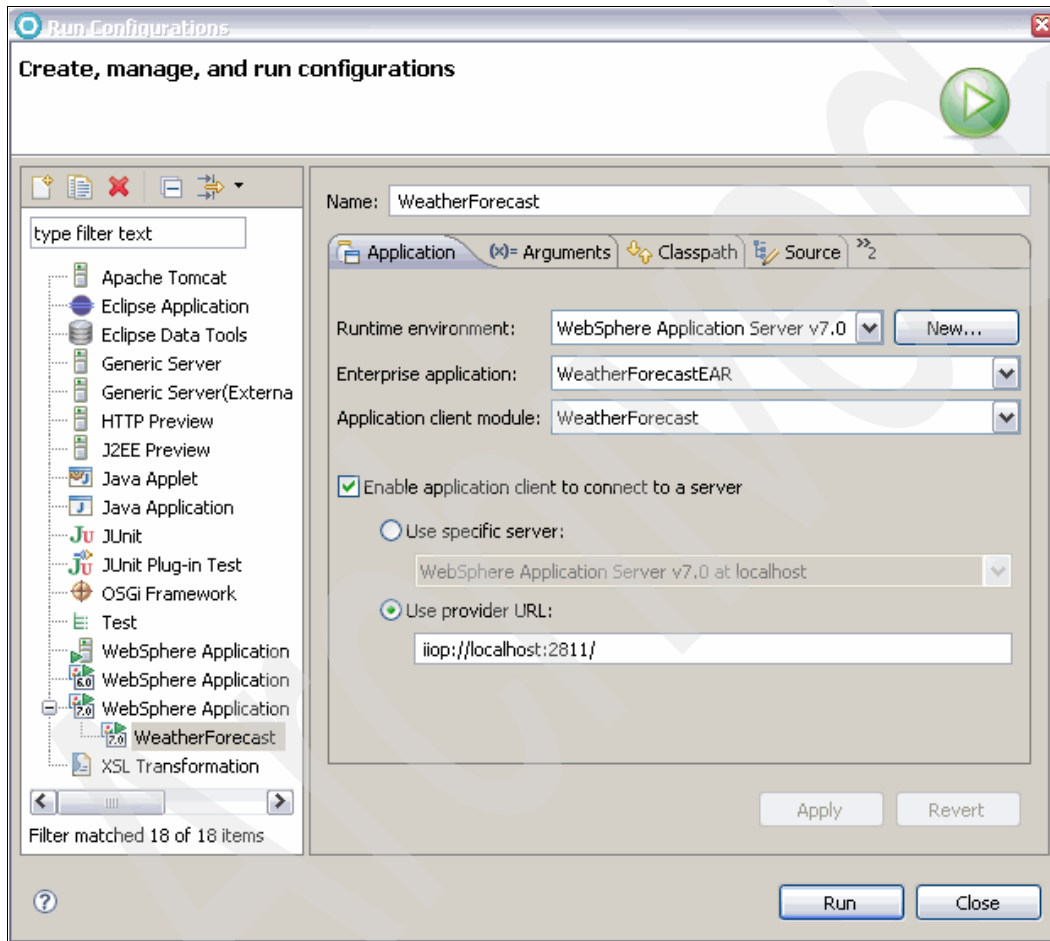 Run Configurations
Create, manage, and run configurations
type filter text
Apache Tomcat
Eclipse Application
Eclipse Data Tools
Generic Server
Generic Server(Externa
HTTP Preview
J2EE Preview
Java Applet
Java Application
JUnit
JUnit Plug-in Test
OSGi Framework
Test
WebSphere Application
WebSphere Application
WebSphere Application
WeatherForecast
XSL Transformation
Filter matched 18 of 18 items
Name: WeatherForecast
Application (x)= Arguments Classpath Source »2
Runtime environment: WebSphere Application Server v7.0 New...
Enterprise application: WeatherForecastEAR
Application client module: WeatherForecast
Enable application client to connect to a server
Use specific server:
WebSphere Application Server v7.0 at localhost
Use provider URL:
iiop://localhost:2811/
Apply Revert
Run Close